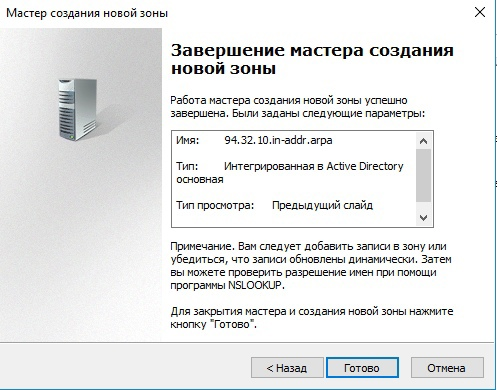 Мастер создания новой зоны
Завершение мастера создания
новой зоны
Работа мастера создания новой зоны успешно
завершена. Были заданы следующие параметры:
Имя: 94.32.10.in-addr.arpa
Тип: Интегрированная в Active Directory
основная
Тип просмотра: Предыдущий слайд
Примечание. Вам следует добавить записи в зону или
убедиться, что записи обновлены динамически. Затем
вы можете проверить разрешение имен при помощи
программы NSLOOKUP.
Для закрытия мастера и создания новой зоны нажмите
кнопку "Готово".
< Назад Готово Отмена